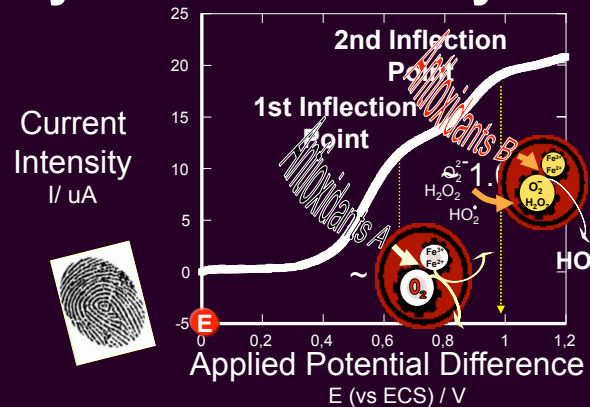 25
2nd Inflection
Point
20
1st Inflection
Point
15
10
5
0
-5
Current
Intensity
I/ uA
Antioxidants A
Antioxidants B
~
~1.
H₂O₂
HO₂
Fe³⁺
Fe²⁺
O₂
Fe³⁺
Fe²⁺
O₂⁻
H₂O₂
HO
E
0
0,2
0,4
0,6
0,8
1
1,2
Applied Potential Difference
E (vs ECS) / V